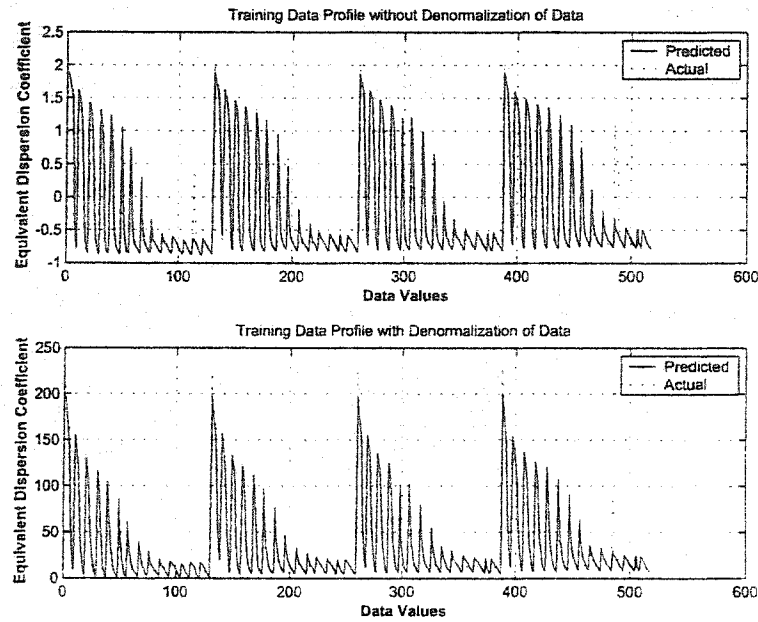 Training Data Profile without Denormalization of Data
Equivalent Dispersion Coefficient
2.5
2
1.5
1
0.5
0
-0.5
-1
0
100
200
300
400
500
600
Data Values
Predicted
Actual
Training Data Profile with Denormalization of Data
Equivalent Dispersion Coefficient
250
200
150
100
50
0
0
100
200
300
400
500
600
Data Values
Predicted
Actual